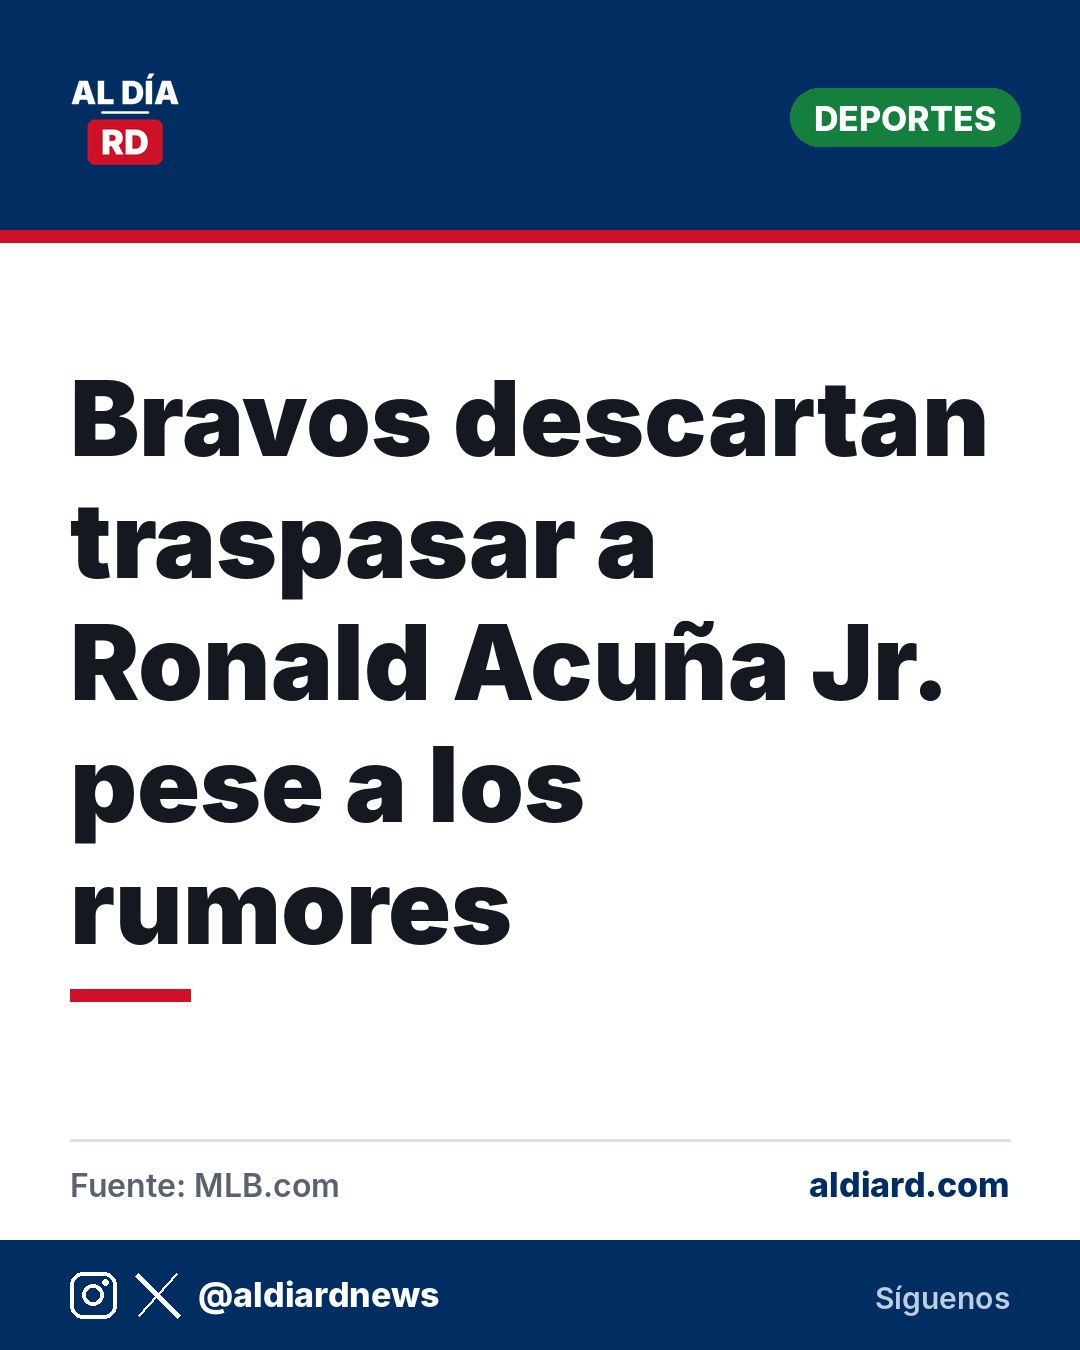 AL DÍA
RD
DEPORTES
Bravos descartan
traspasar a
Ronald Acuña Jr.
pese a los
rumores
Fuente: MLB.com
aldiard.com
@aldiardnews
Síguenos